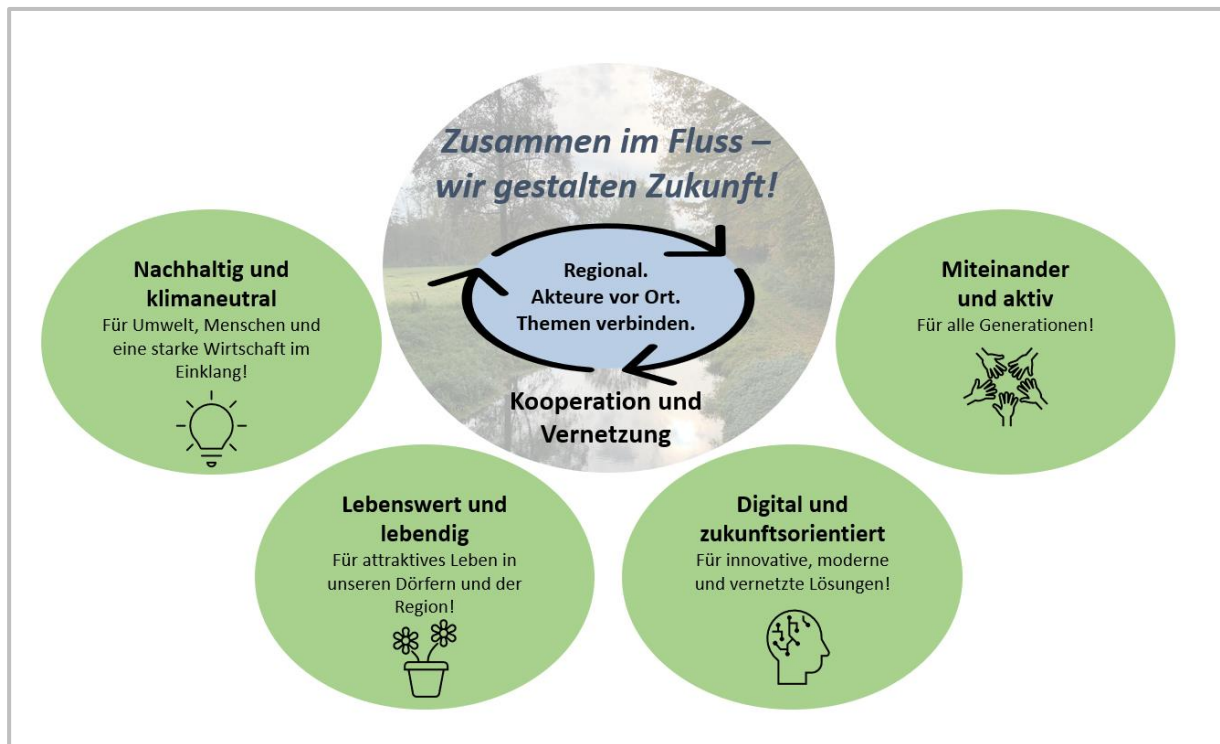 Zusammen im Fluss –
wir gestalten Zukunft!
Regional.
Akteure vor Ort.
Themen verbinden.
Kooperation und
Vernetzung
Nachhaltig und
klimaneutral
Für Umwelt, Menschen und
eine starke Wirtschaft im
Einklang!
Lebenswert und
lebendig
Für attraktives Leben in
unseren Dörfern und der
Region!
Digital und
zukunftsorientiert
Für innovative, moderne
und vernetzte Lösungen!
Miteinander
und aktiv
Für alle Generationen!